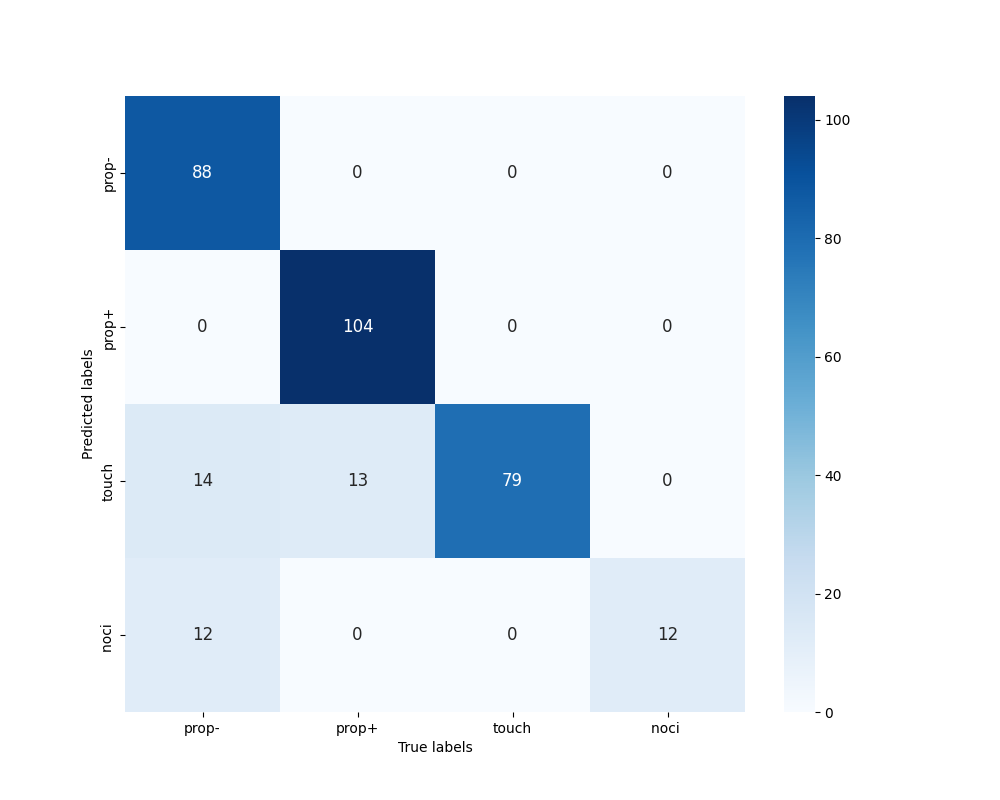 prop-
88 0 0 0
prop+
0 104 0 0
touch
14 13 79 0
noci
12 0 0 12
Predicted labels
prop- prop+ touch noci
True labels
100
80
60
40
20
0